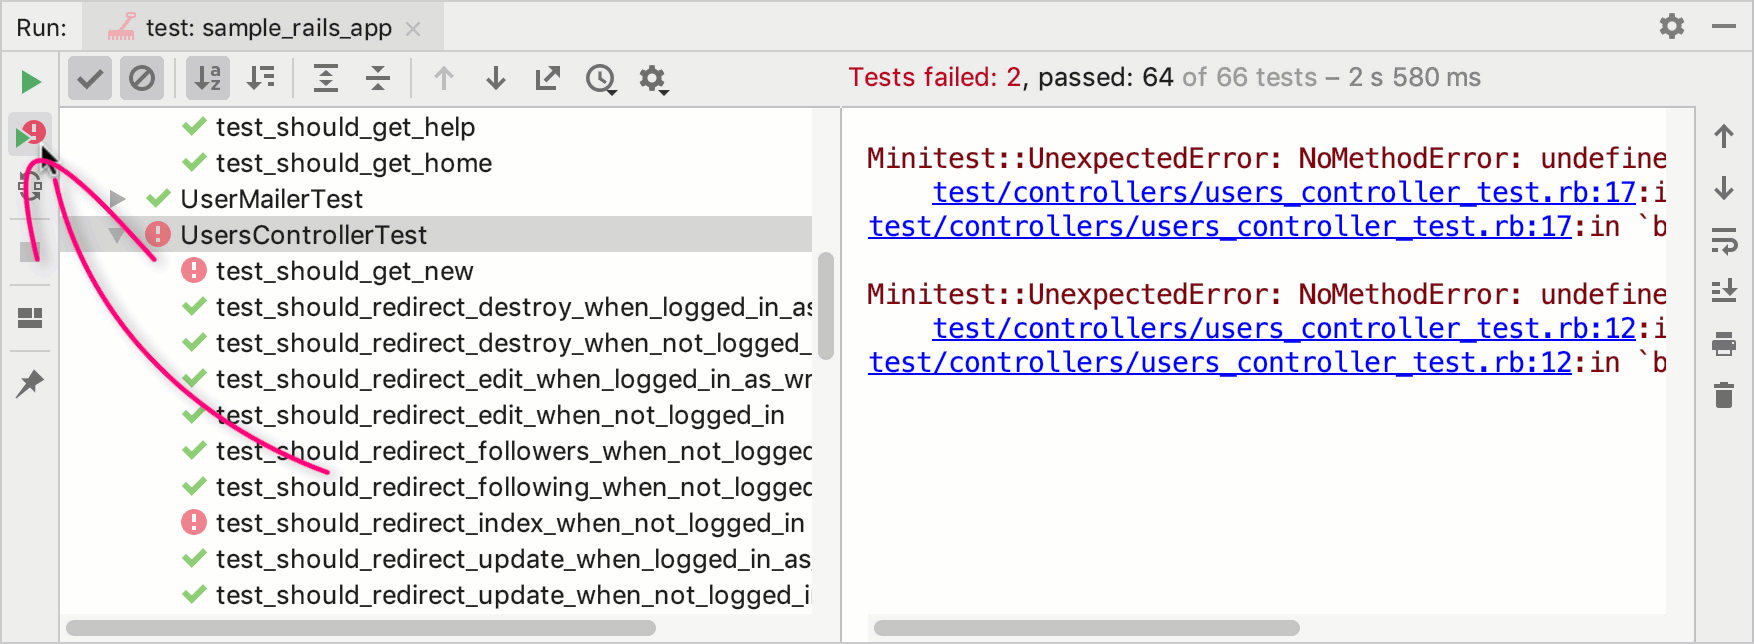 Run: test: sample_rails_app
Tests failed: 2, passed: 64 of 66 tests – 2 s 580 ms
test_should_get_help
test_should_get_home
UserMailerTest
UsersControllerTest
test_should_get_new
test_should_redirect_destroy_when_logged_in_as
test_should_redirect_destroy_when_not_logged_
test_should_redirect_edit_when_logged_in_as_wr
test_should_redirect_edit_when_not_logged_in
test_should_redirect_followers_when_not_logged
test_should_redirect_following_when_not_logged
test_should_redirect_index_when_not_logged_in
test_should_redirect_update_when_logged_in_as
test_should_redirect_update_when_not_logged_i
Minitest::UnexpectedError: NoMethodError: undefine
test/controllers/users_controller_test.rb:17:i
test/controllers/users_controller_test.rb:17:in `b
Minitest::UnexpectedError: NoMethodError: undefine
test/controllers/users_controller_test.rb:12:i
test/controllers/users_controller_test.rb:12:in `b